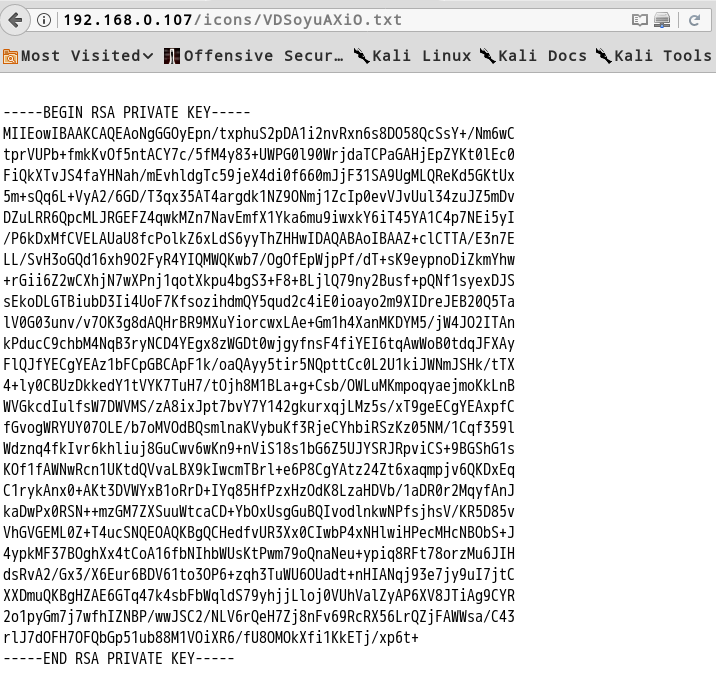 192.168.0.107/icons/VDSoyuAXiO.txt
Most Visited Offensive Secur… Kali Linux Kali Docs Kali Tools
-----BEGIN RSA PRIVATE KEY-----
MIIEowIBAAKCAQEAoNgGGOyEpn/txphuS2pDA1i2nvRxn6s8DO58QcSsY+/Nm6wC
tprVUPb+fmkKvOf5ntACY7c/5fM4y83+UWPG0l90WrjdaTCPaGAHjEpZYKt0lEc0
FiQkXTvJS4faYHNah/mEvhldgTc59jeX4di0f660mJjF31SA9UgMLQReKd5GKtUx
5m+sQq6L+VyA2/6GD/T3qx35AT4argdk1NZ9ONmj1ZcIp0evVJvUul34zuJZ5mDv
DZuLRR6QpcMLJRGEFZ4qwkMZn7NavEmfX1Yka6mu9iwxkY6iT45YA1C4p7NEi5yI
/P6kDxMfCVELAUaU8fcPolkZ6xLdS6yyThZHHwIDAQABAoIBAAZ+clCTTA/E3n7E
LL/SvH3oGQd16xh9O2FyR4YIQMWQKwb7/OgOfEpWjpPf/dT+sK9eypnoDiZkmYhw
+rGii6Z2wCXhjN7wXPnj1qotXkpu4bgS3+F8+BLjlQ79ny2Busf+pQNf1syexDJS
sEkoDLGTBiubD3Ii4UoF7KfsozihdmQY5qud2c4iE0ioayo2m9XIDreJEB20Q5Ta
lV0G03unv/v7OK3g8dAQHrBR9MXuYiorcwxLAe+Gm1h4XanMKDYM5/jW4JO2ITAn
kPducC9chbM4NqB3ryNCD4YEgx8zWGDt0wjgyfnsF4fiYEI6tqAwWoB0tdqJFXAy
FlQJfYECgYEAz1bFCpGBCApF1k/oaQAyy5tir5NQpttCc0L2U1kiJWNmJSHk/tTX
4+ly0CBUzDkkedY1tVYK7TuH7/tOjh8M1BLa+g+Csb/OWLuMKmpoqyaejmoKkLnB
WVGkcdIulfsW7DWVMS/zA8ixJpt7bvY7Y142gkurxqjLMz5s/xT9geECgYEAxpfC
fGvogWRYUY07OLE/b7oMVOdBQsmlnaKVybuKf3RjeCYhbiRSzKz05NM/1Cqf359l
Wdznq4fkIvr6khliuj8GuCwv6wKn9+nViS18s1bG6Z5UJYSRJRpviCS+9BGShG1s
KOf1fAWNwRcn1UKtdQVvaLBX9kIwcmTBrl+e6P8CgYAtz24Zt6xaqmpjv6QKDxEq
C1rykAnx0+AKt3DVWYxB1oRrD+IYq85HfPzxHzOdK8LzaHDVb/1aDR0r2MqyfAnJ
kaDwPx0RSN++mzGM7ZXSuuWtcaCD+YbOxUsgGuBQIvodlnkwNPfsjhsV/KR5D85v
VhGVGEML0Z+T4ucSNQEOAQKBgQCHedfvUR3Xx0CIwbP4xNHlwiHPecMHcNBObS+J
4ypkMF37BOghXx4tCoA16fbNIhbWUsKtPwm79oQnaNeu+ypiq8RFt78orzMu6JIH
dsRvA2/Gx3/X6Eur6BDV61to3OP6+zqh3TuWU6OUadt+nHIANqj93e7jy9uI7jtC
XXDmuQKBgHZAE6GTq47k4sbFbWqldS79yhjjLloj0VUhValZyAP6XV8JTiAg9CYR
2o1pyGm7j7wfhIZNBP/wwJSC2/NLV6rQeH7Zj8nFv69RcRX56LrQZjFAWWsa/C43
rlJ7dOFH7OFQbGp51ub88M1VOiXR6/fU8OMOkXfi1KkETj/xp6t+
-----END RSA PRIVATE KEY-----